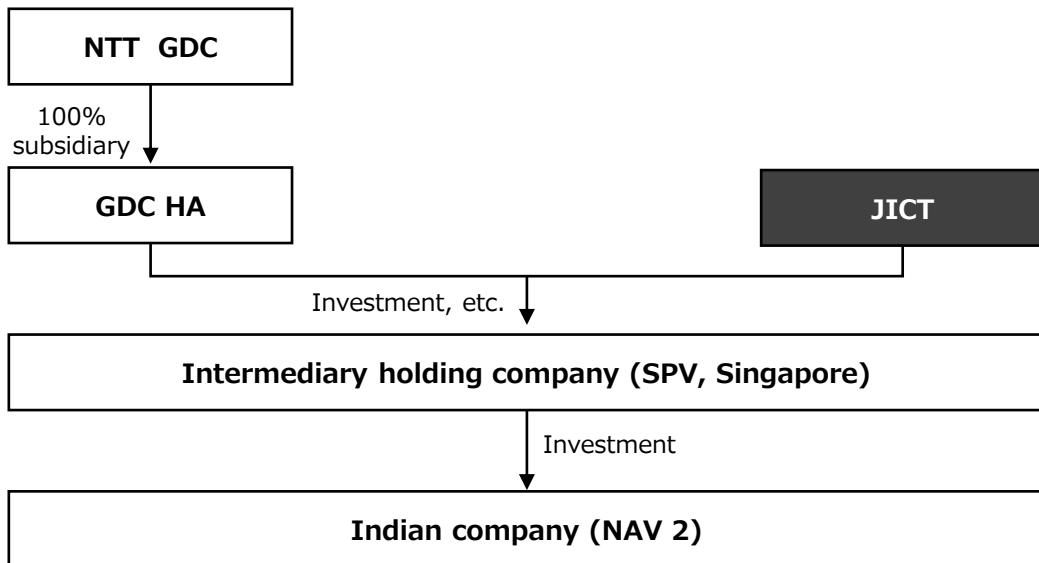 NTT GDC
100%
subsidiary
GDC HA
JICT
Investment, etc.
Intermediary holding company (SPV, Singapore)
Investment
Indian company (NAV 2)